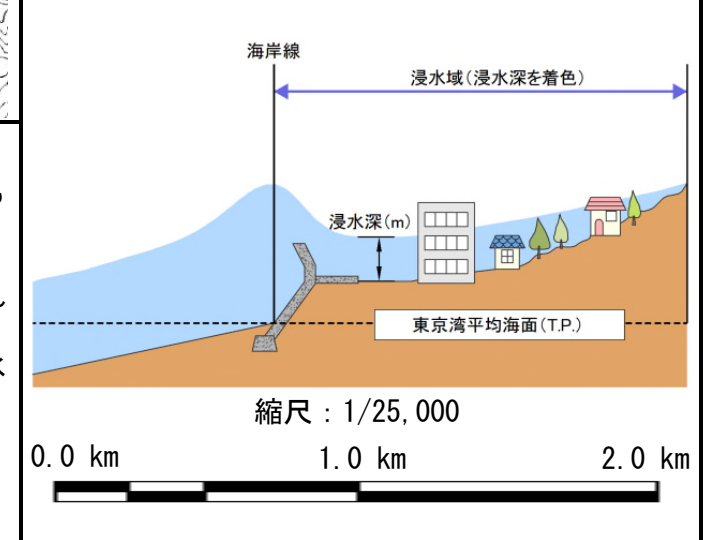 海岸線
浸水域(浸水深を着色)
浸水深(m)
東京湾平均海面(T.P.)
縮尺:1/25,000
0.0 km 1.0 km 2.0 km